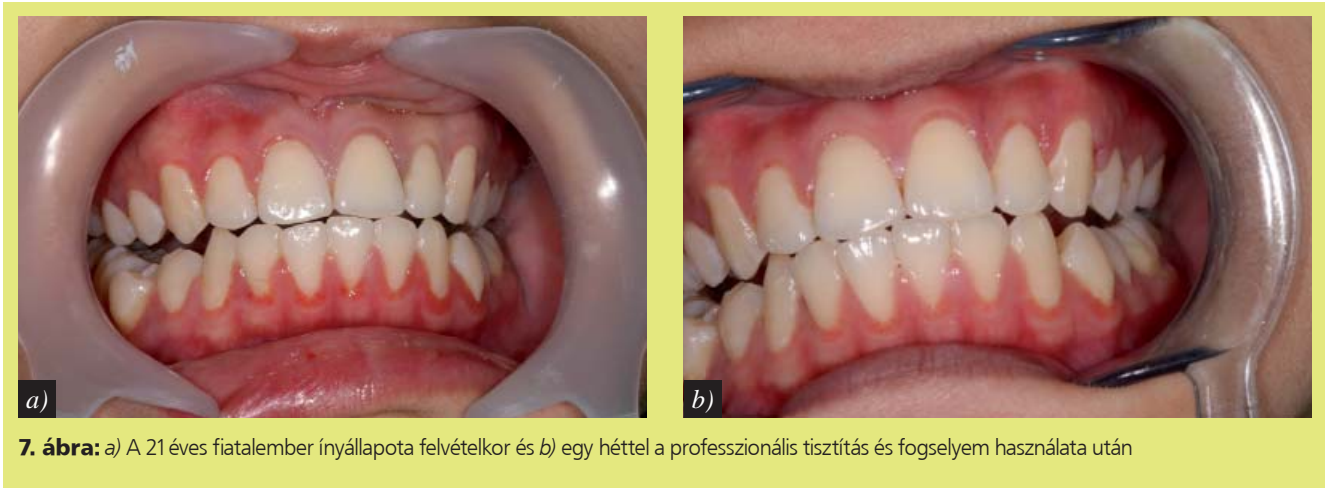 a)
b)
7. ábra: a) A 21 éves fiatalember ínyállapota felvételkor és b) egy héttel a professzionális tisztítás és fogselyem használata után